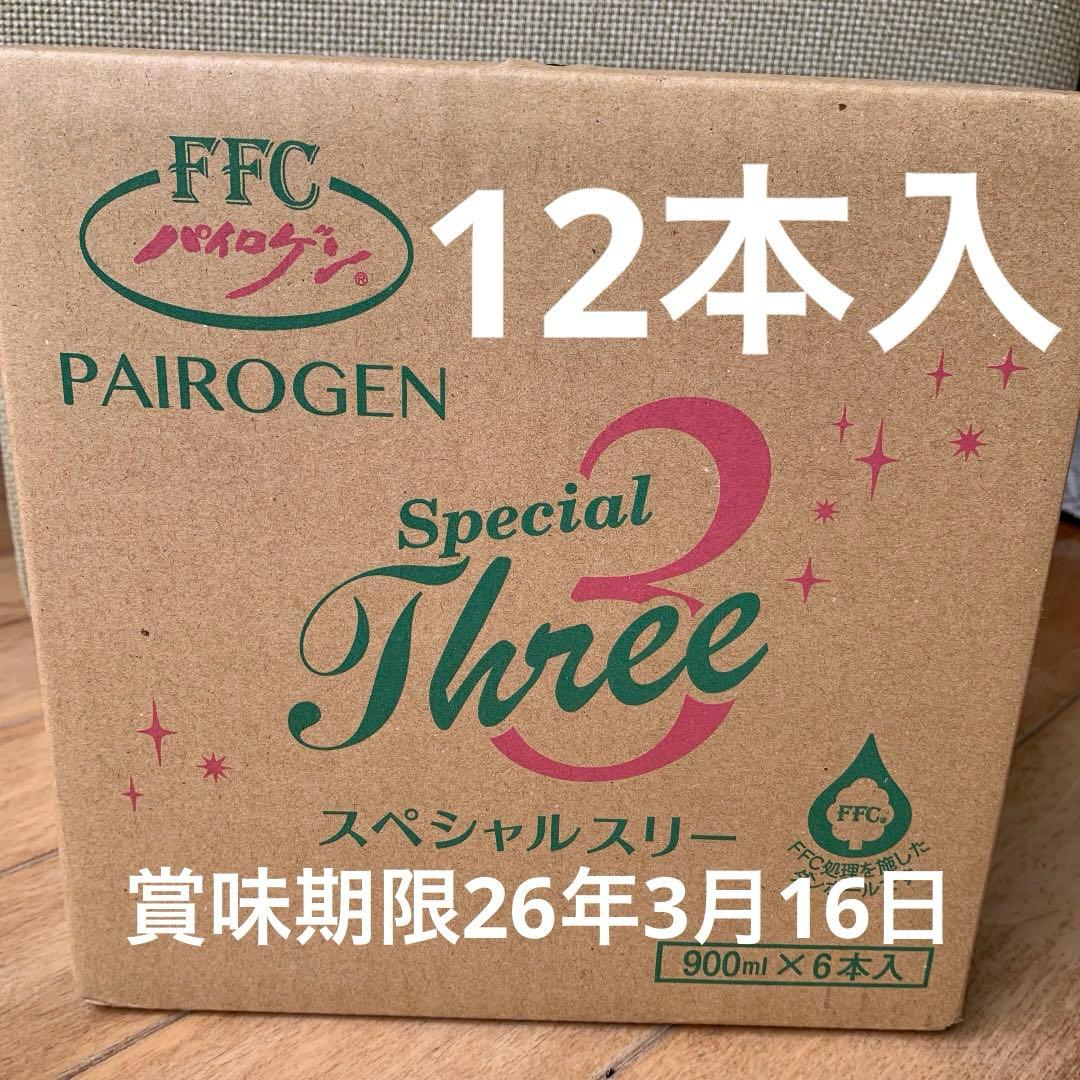 FFC
パイロゲン®
12本入
PAIROGEN
3
Special
Three
スペシャルスリー
FFC®
FFC処理を施した
賞味期限26年3月16日
900ml×6本入